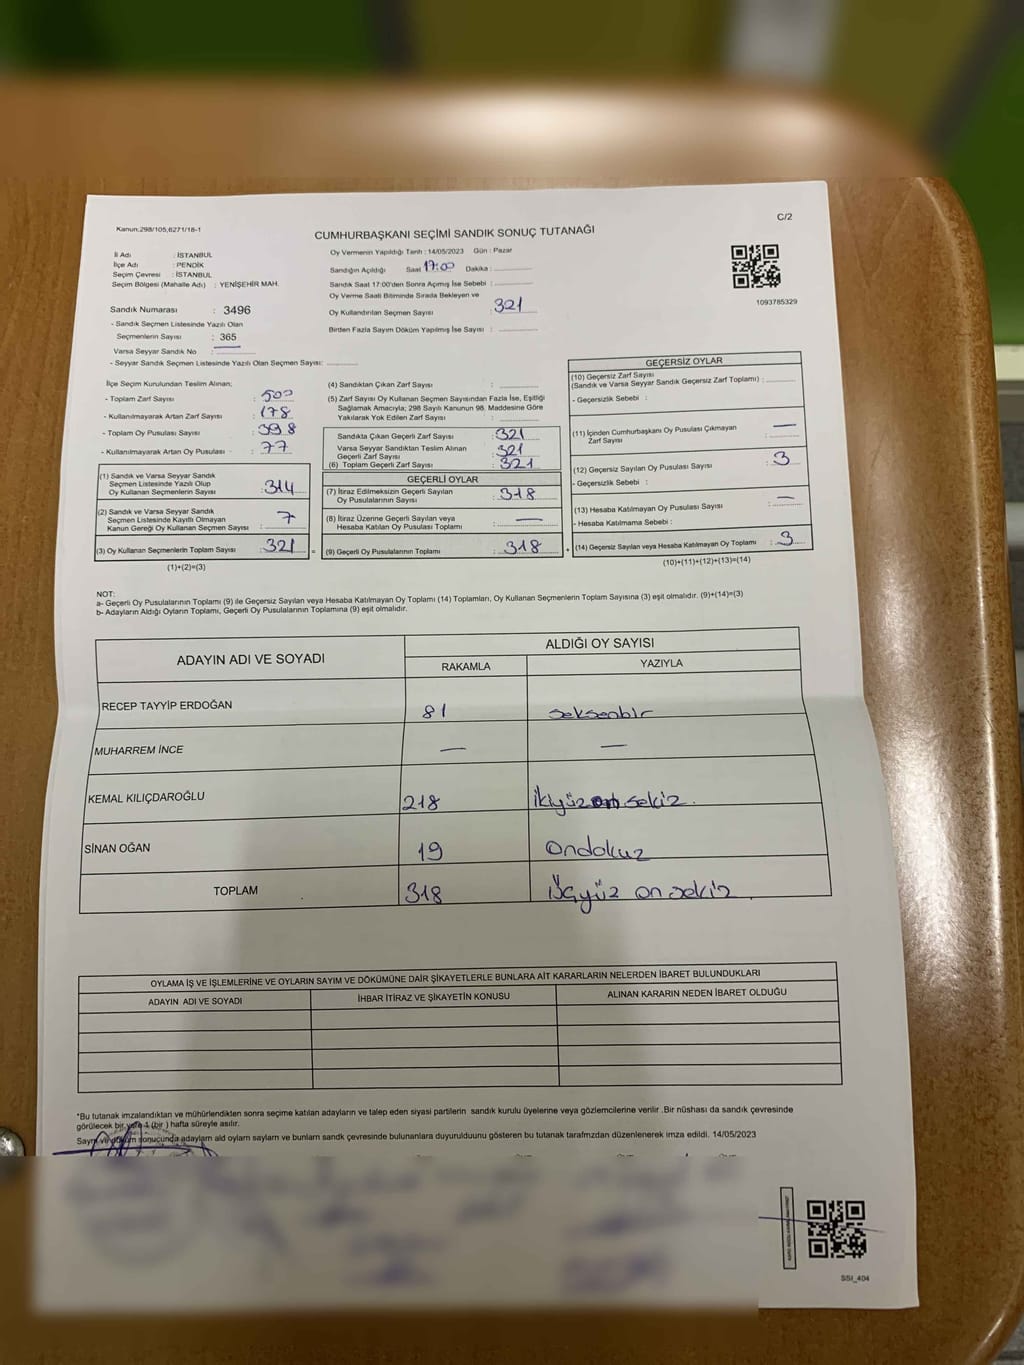 C/2
Kanun:298/105,6271/18-1
CUMHURBAŞKANI SEÇİMİ SANDIK SONUÇ TUTANAĞI
İl Adı : İSTANBUL
İlçe Adı : PENDİK
Seçim Çevresi : İSTANBUL
Seçim Bölgesi (Mahalle Adı) : YENİŞEHİR MAH.
Oy Vermenin Yapıldığı Tarih : 14/05/2023 Gün : Pazar
Sandığın Açıldığı Saat 17:00 Dakika :
Sandık Saat 17:00'den Sonra Açımış İse Sebebi :
Oy Verme Saati Bitiminde Sırada Bekleyen ve
Oy Kullandırılan Seçmen Sayısı : 321
Birden Fazla Sayım Döküm Yapılmış İse Sayısı :
1093785329
Sandık Numarası : 3496
- Sandık Seçmen Listesinde Yazılı Olan
Seçmenlerin Sayısı : 365
Varsa Seyyar Sandık No : —
- Seyyar Sandık Seçmen Listesinde Yazılı Olan Seçmen Sayısı:
İlçe Seçim Kurulundan Teslim Alınan;
- Toplam Zarf Sayısı : 500
- Kullanılmayarak Artan Zarf Sayısı : 178
- Toplam Oy Pusulası Sayısı : 398
- Kullanılmayarak Artan Oy Pusulası : 77
(1) Sandık ve Varsa Seyyar Sandık
Seçmen Listesinde Yazılı Olup
Oy Kullanan Seçmenlerin Sayısı : 314
(2) Sandık ve Varsa Seyyar Sandık
Seçmen Listesinde Kayıtlı Olmayan
Kanun Gereği Oy Kullanan Seçmen Sayısı : 7
(3) Oy Kullanan Seçmenlerin Toplam Sayısı : 321 =
(1)+(2)=(3)
(4) Sandıktan Çıkan Zarf Sayısı :
(5) Zarf Sayısı Oy Kullanan Seçmen Sayısından Fazla İse, Eşitliği
Sağlamak Amacıyla; 298 Sayılı Kanunun 98. Maddesine Göre
Yakılarak Yok Edilen Zarf Sayısı :
Sandıkta Çıkan Geçerli Zarf Sayısı : 321
Varsa Seyyar Sandıktan Teslim Alınan
Geçerli Zarf Sayısı : 321
(6) Toplam Geçerli Zarf Sayısı : 321
GEÇERLİ OYLAR
(7) İtiraz Edilmeksizin Geçerli Sayılan
Oy Pusulalarının Sayısı : 318
(8) İtiraz Üzerine Geçerli Sayılan veya
Hesaba Katılan Oy Pusulası Toplamı : —
(9) Geçerli Oy Pusulalarının Toplamı : 318 +
GEÇERSİZ OYLAR
(10) Geçersiz Zarf Sayısı
(Sandık ve Varsa Seyyar Sandık Geçersiz Zarf Toplamı) :
- Geçersizlik Sebebi :
(11) İçinden Cumhurbaşkanı Oy Pusulası Çıkmayan
Zarf Sayısı : —
(12) Geçersiz Sayılan Oy Pusulası Sayısı : 3
- Geçersizlik Sebebi :
(13) Hesaba Katılmayan Oy Pusulası Sayısı : —
- Hesaba Katılmama Sebebi :
(14) Geçersiz Sayılan veya Hesaba Katılmayan Oy Toplamı : 3
(10)+(11)+(12)+(13)=(14)
NOT:
a- Geçerli Oy Pusulalarının Toplamı (9) ile Geçersiz Sayılan veya Hesaba Katılmayan Oy Toplamı (14) Toplamları, Oy Kullanan Seçmenlerin Toplam Sayısına (3) eşit olmalıdır. (9)+(14)=(3)
b- Adayların Aldığı Oyların Toplamı, Geçerli Oy Pusulalarının Toplamına (9) eşit olmalıdır.
ADAYIN ADI VE SOYADI
ALDIĞI OY SAYISI
RAKAMLA YAZIYLA
RECEP TAYYİP ERDOĞAN 81 seksenbir
MUHARREM İNCE — —
KEMAL KILIÇDAROĞLU 218 ikiyüz on sekiz.
SİNAN OĞAN 19 Ondokuz
TOPLAM 318 Üçyüz on sekiz.
OYLAMA İŞ VE İŞLEMLERİNE VE OYLARIN SAYIM VE DÖKÜMÜNE DAİR ŞİKAYETLERLE BUNLARA AİT KARARLARIN NELERDEN İBARET BULUNDUKLARI
ADAYIN ADI VE SOYADI İHBAR İTİRAZ VE ŞİKAYETİN KONUSU ALINAN KARARIN NEDEN İBARET OLDUĞU
*Bu tutanak imzalandıktan ve mühürlendikten sonra seçime katılan adayların ve talep eden siyasi partilerin sandık kurulu üyelerine veya gözlemcilerine verilir .Bir nüshası da sandık çevresinde
görülecek bir yere 1 (bir ) hafta süreyle asılır.
Sayım ve döküm sonuçunda adayların ald oyların sayları ve bunların sandk çevresinde bulunanlara duyurulduunu gösteren bu tutanak tarafmzdan düzenlenerek imza edildi. 14/05/2023
SSI_404